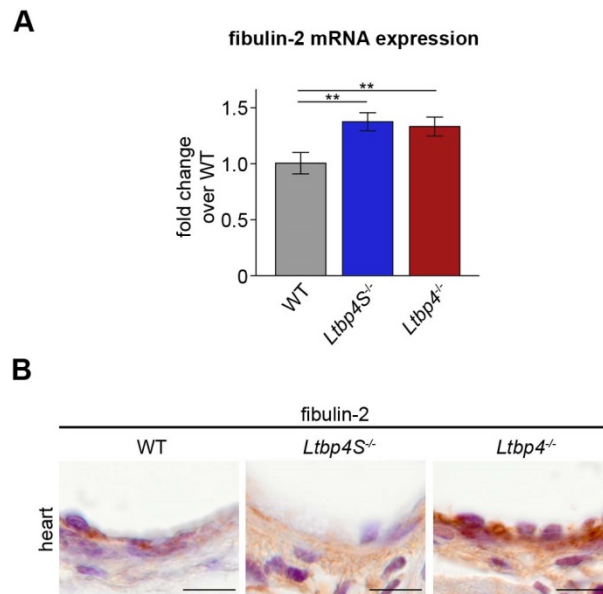 A
fibulin-2 mRNA expression
fold change
over WT
**
**
1.5
1.0
0.5
0
WT
Ltbp4S-/-
Ltbp4-/-
B
fibulin-2
WT Ltbp4S-/- Ltbp4-/-
heart